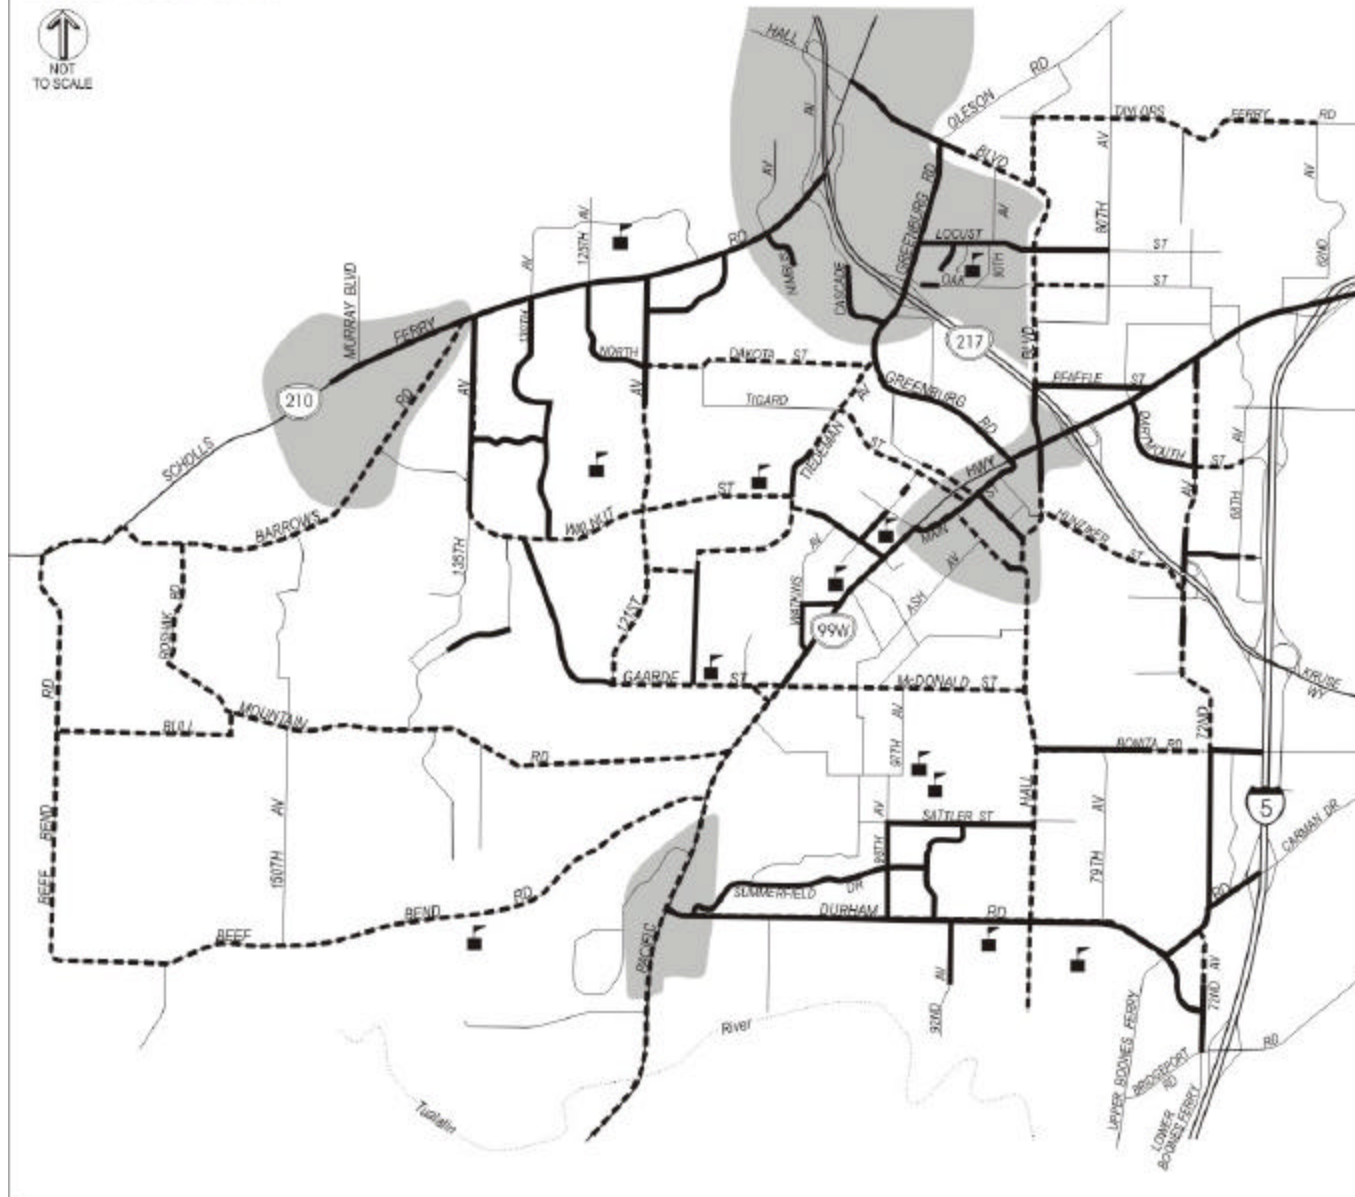 NOT
TO SCALE
HALL
AV
OLESON RD
BLVD
TAYLORS FERRY RD
AV
80TH
AV
92ND
AV
GREENBURG RD
AV
90TH
LOCUST ST
OAK ST
NIMBUS
CASCADE
217
125TH AV
AV
RD
MURRAY BLVD
FERRY
210
SCHOLLS
RD
AV
NORTH DAKOTA ST
AV
TIGARD ST
TIEDEMAN AV
GREENBURG RD
BLVD
PFAFFLE ST
DARTMOUTH ST
AV
AV
68TH
HWY
ST
MAIN
HUNZIKER ST
BARROWS
135TH
WALNUT ST
AV
WATKINS
ASH AV
99W
121ST
ROSHAK RD
GAARDE ST
McDONALD ST
KRUSE
WY
72ND
RD
BULL MOUNTAIN RD
AV
97TH
BONITA RD
HALL
5
CARMAN DR
BEND
BEEF
AV
150TH
AV
98TH
SATTLER ST
AV
79TH
SUMMERFIELD DR
DURHAM RD
RD
BEEF BEND RD
PACIFIC
AV
92ND
AV
72ND
UPPER BOONES FERRY
BRIDGEPORT
RD
RD
LOWER
BOONES FERRY
River
Tualatin